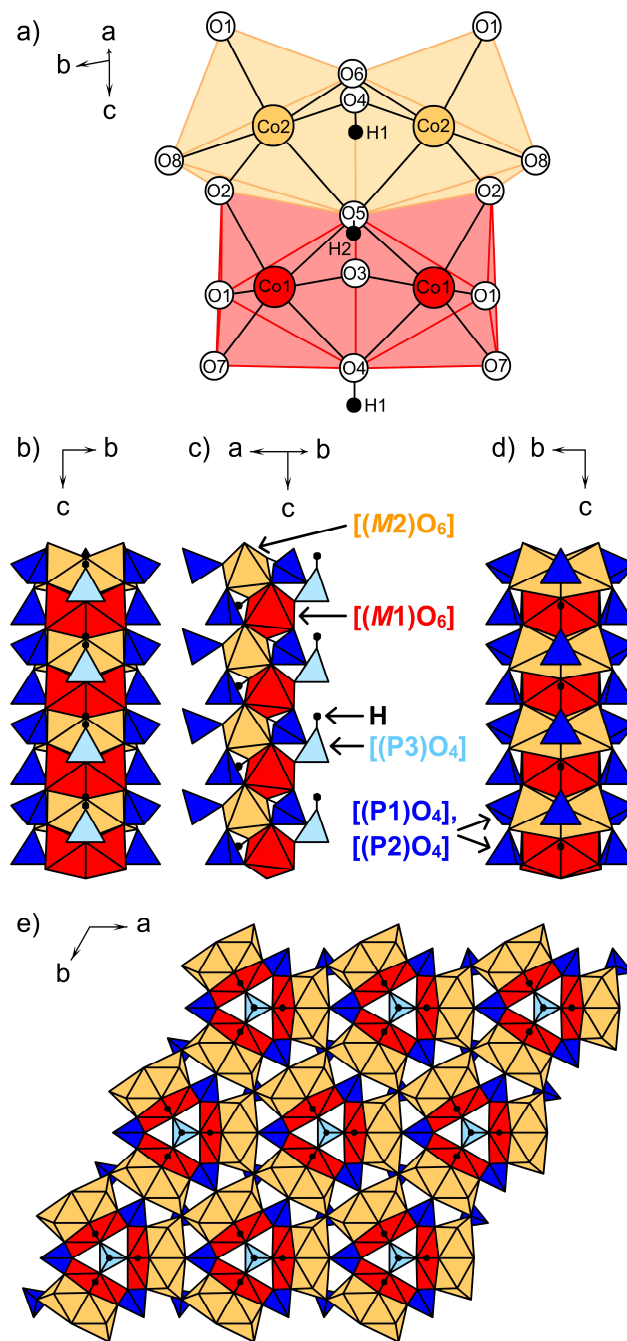 a)
a
b
c
O1
O1
O6
O4
Co2
Co2
H1
O8
O8
O2
O2
O5
H2
O3
Co1
Co1
O1
O1
O7
O7
O4
H1
b)
b
c
c)
a
b
c
d)
b
c
[(M2)O₆]
[(M1)O₆]
H
[(P3)O₄]
[(P1)O₄],
[(P2)O₄]
e)
a
b